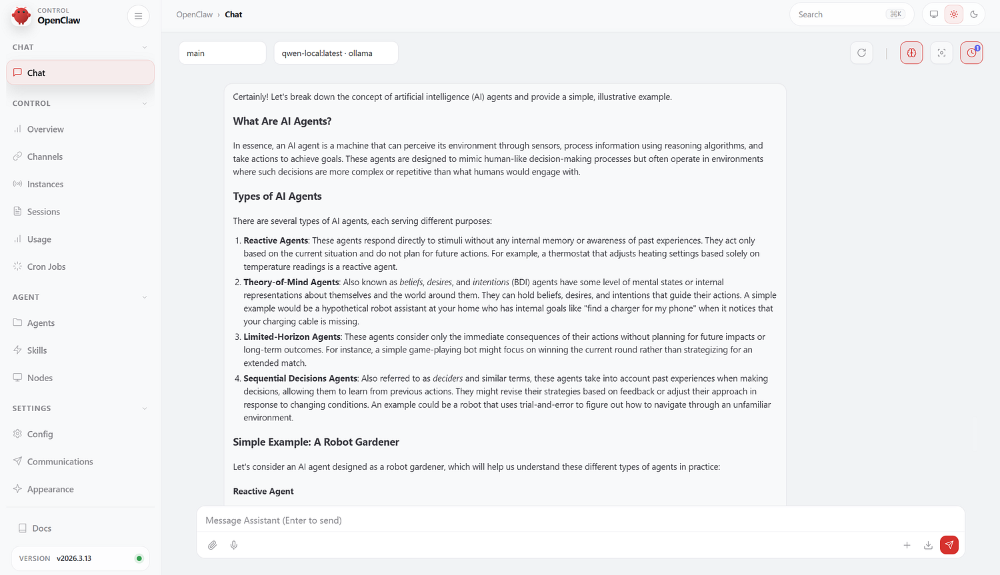 CONTROL
OpenClaw
CHAT
Chat
CONTROL
Overview
Channels
Instances
Sessions
Usage
Cron Jobs
AGENT
Agents
Skills
Nodes
SETTINGS
Config
Communications
Appearance
Docs
VERSION v2026.3.13
OpenClaw › Chat
Search ⌘K
main
qwen-local:latest · ollama
1
Certainly! Let's break down the concept of artificial intelligence (AI) agents and provide a simple, illustrative example.
What Are AI Agents?
In essence, an AI agent is a machine that can perceive its environment through sensors, process information using reasoning algorithms, and
take actions to achieve goals. These agents are designed to mimic human-like decision-making processes but often operate in environments
where such decisions are more complex or repetitive than what humans would engage with.
Types of AI Agents
There are several types of AI agents, each serving different purposes:
1. Reactive Agents: These agents respond directly to stimuli without any internal memory or awareness of past experiences. They act only
based on the current situation and do not plan for future actions. For example, a thermostat that adjusts heating settings based solely on
temperature readings is a reactive agent.
2. Theory-of-Mind Agents: Also known as beliefs, desires, and intentions (BDI) agents have some level of mental states or internal
representations about themselves and the world around them. They can hold beliefs, desires, and intentions that guide their actions. A simple
example would be a hypothetical robot assistant at your home who has internal goals like "find a charger for my phone" when it notices that
your charging cable is missing.
3. Limited-Horizon Agents: These agents consider only the immediate consequences of their actions without planning for future impacts or
long-term outcomes. For instance, a simple game-playing bot might focus on winning the current round rather than strategizing for an
extended match.
4. Sequential Decisions Agents: Also referred to as deciders and similar terms, these agents take into account past experiences when making
decisions, allowing them to learn from previous actions. They might revise their strategies based on feedback or adjust their approach in
response to changing conditions. An example could be a robot that uses trial-and-error to figure out how to navigate through an unfamiliar
environment.
Simple Example: A Robot Gardener
Let's consider an AI agent designed as a robot gardener, which will help us understand these different types of agents in practice:
Reactive Agent
Message Assistant (Enter to send)